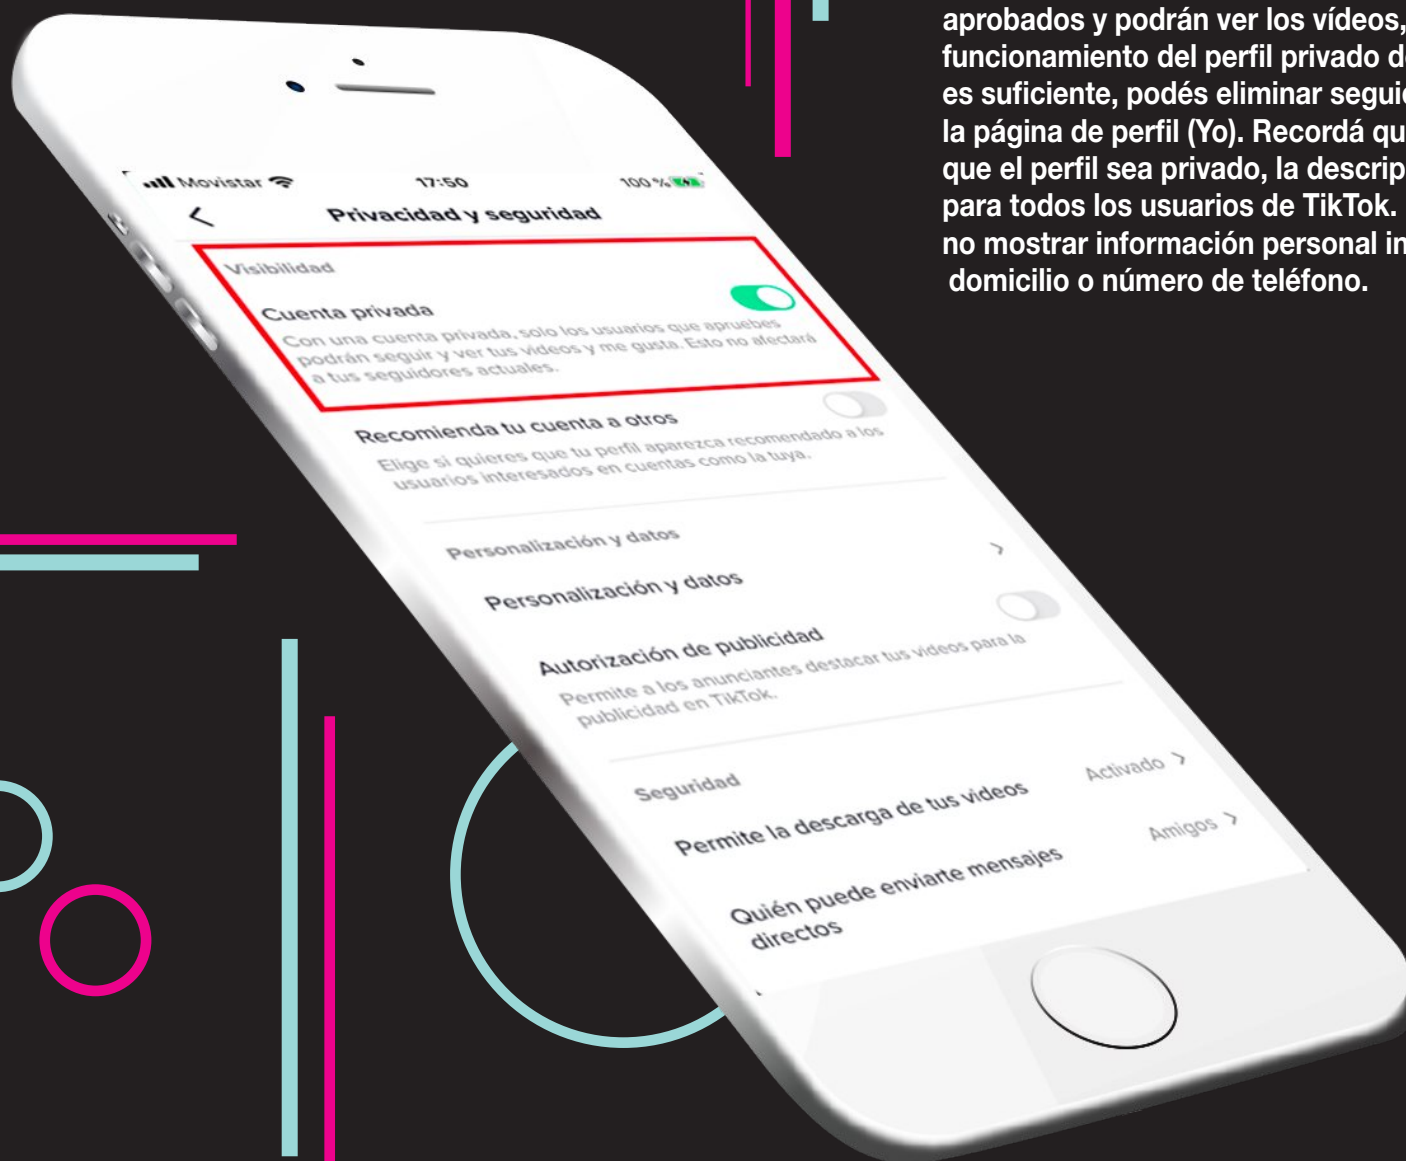 aprobados y podrán ver los vídeos,
funcionamiento del perfil privado
es suficiente, podés eliminar
la página de perfil (Yo). Recordá
que el perfil sea privado, la
para todos los usuarios de TikTok.
no mostrar información personal
domicilio o número de teléfono.
Movistar 17:50 100 %
Privacidad y seguridad
Visibilidad
Cuenta privada
Con una cuenta privada, solo los usuarios que apruebes
podrán seguir y ver tus videos y me gusta. Esto no afectará
a tus seguidores actuales.
Recomienda tu cuenta a otros
Elige si quieres que tu perfil aparezca recomendado a los
usuarios interesados en cuentas como la tuya.
Personalización y datos
Personalización y datos
Autorización de publicidad
Permite a los anunciantes destacar tus videos para la
publicidad en TikTok.
Seguridad
Permite la descarga de tus videos Activado
Quién puede enviarte mensajes Amigos
directos